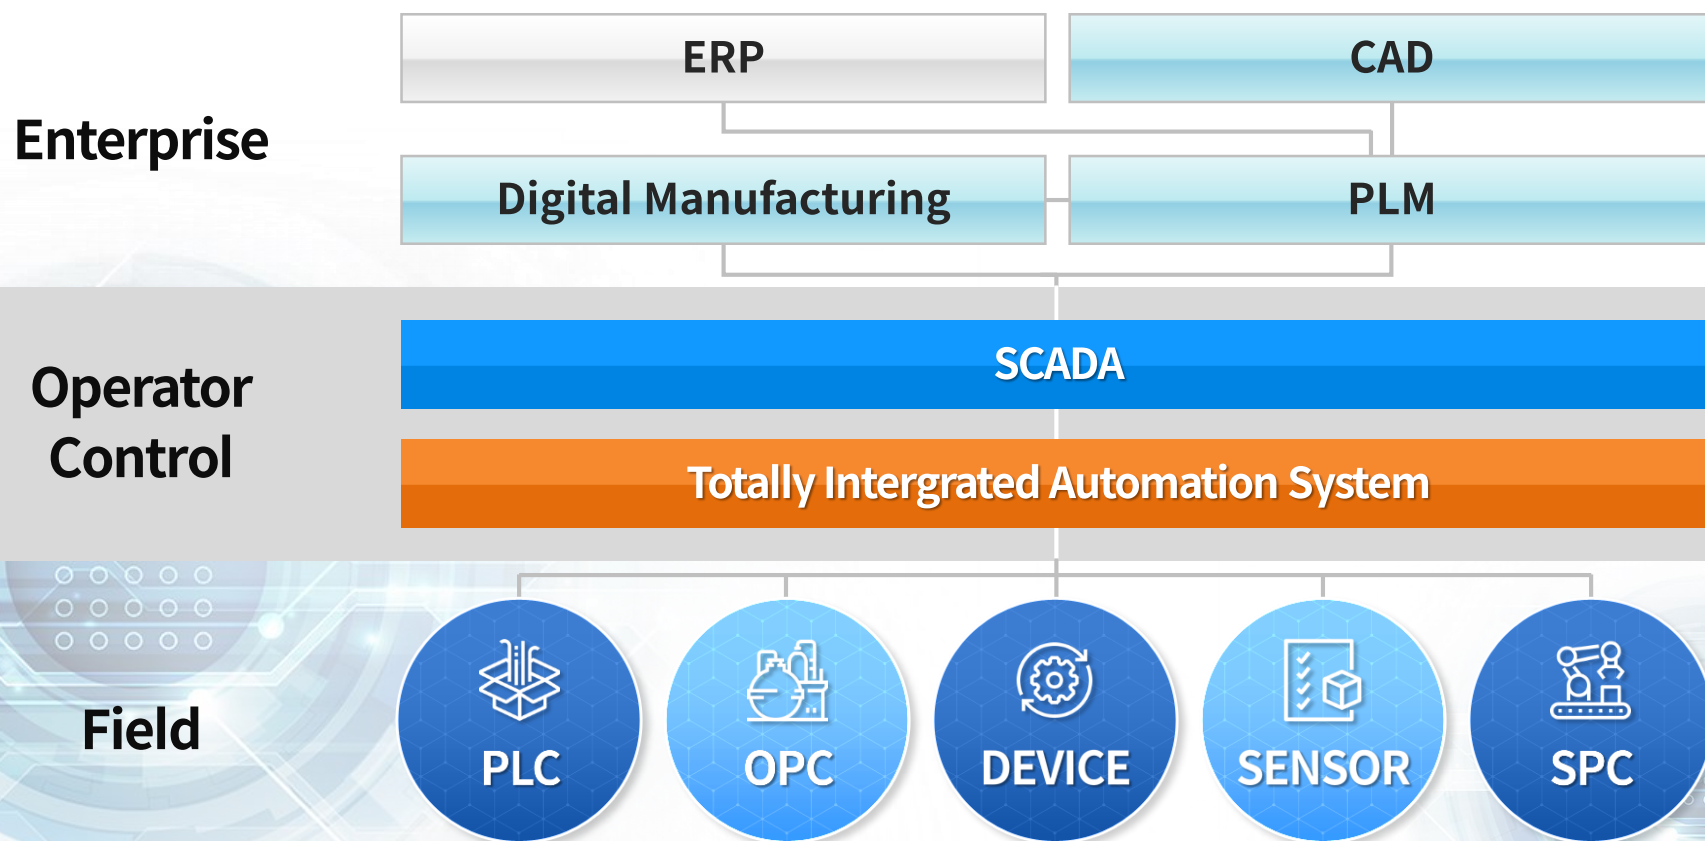 ERP
CAD
Enterprise
Digital Manufacturing
PLM
Operator
Control
SCADA
Totally Intergrated Automation System
Field
PLC
OPC
DEVICE
SENSOR
SPC